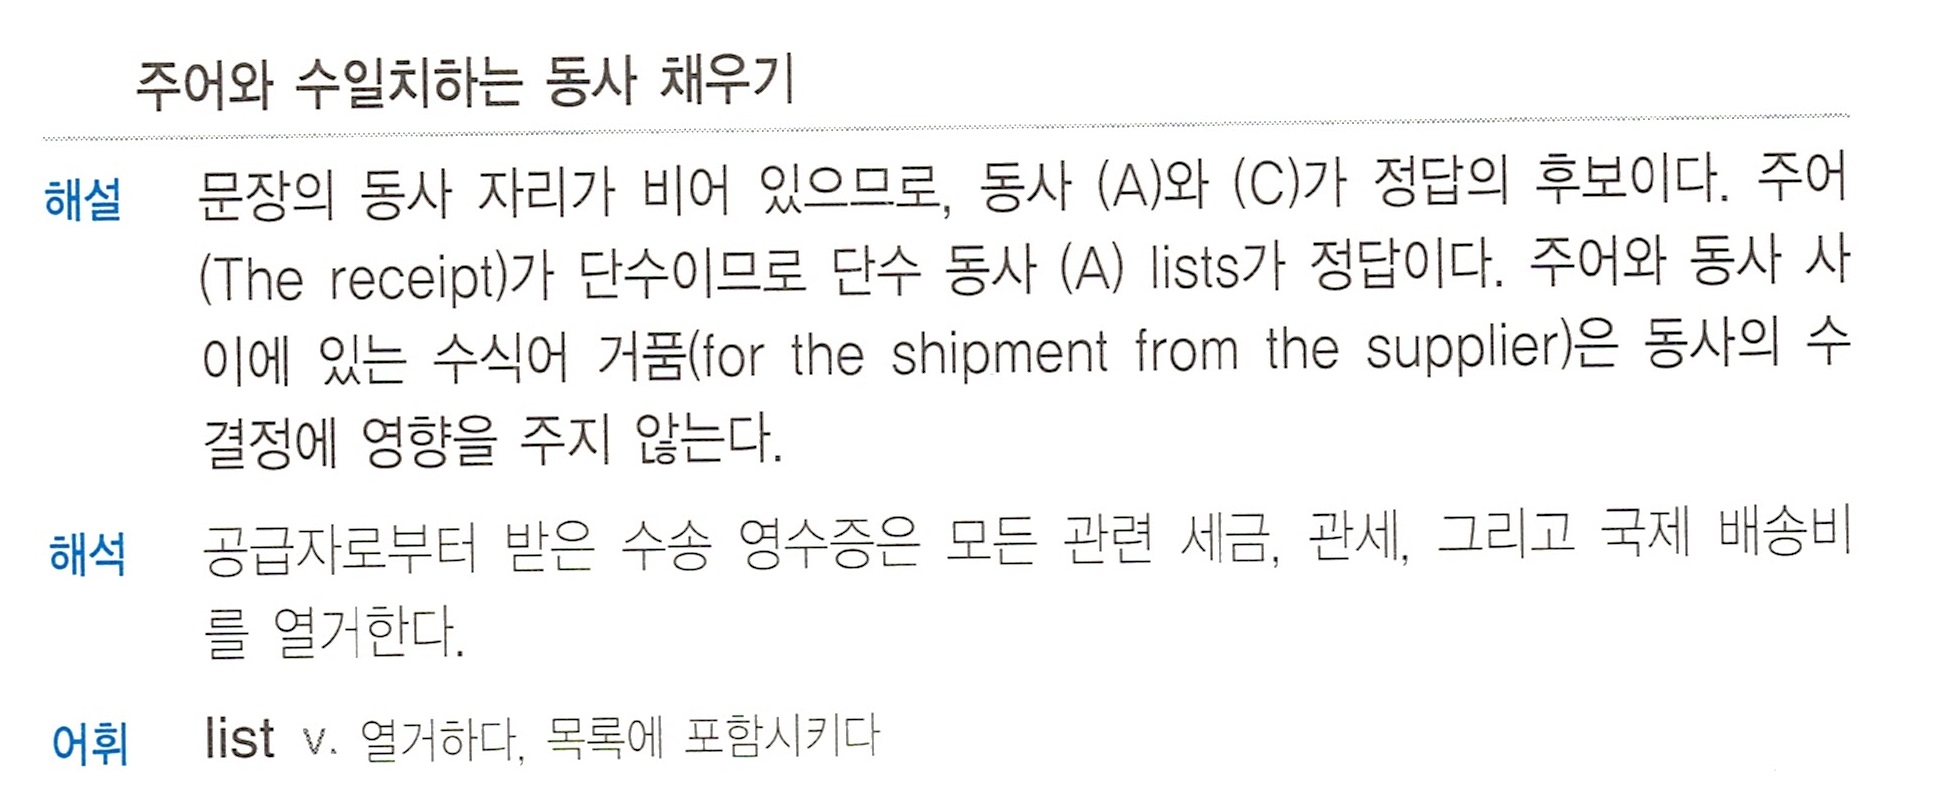 주어와 수일치하는 동사 채우기
해설 문장의 동사 자리가 비어 있으므로, 동사 (A)와 (C)가 정답의 후보이다. 주어
(The receipt)가 단수이므로 단수 동사 (A) lists가 정답이다. 주어와 동사 사
이에 있는 수식어 거품(for the shipment from the supplier)은 동사의 수
결정에 영향을 주지 않는다.
해석 공급자로부터 받은 수송 영수증은 모든 관련 세금, 관세, 그리고 국제 배송비
를 열거한다.
어휘 list v. 열거하다, 목록에 포함시키다